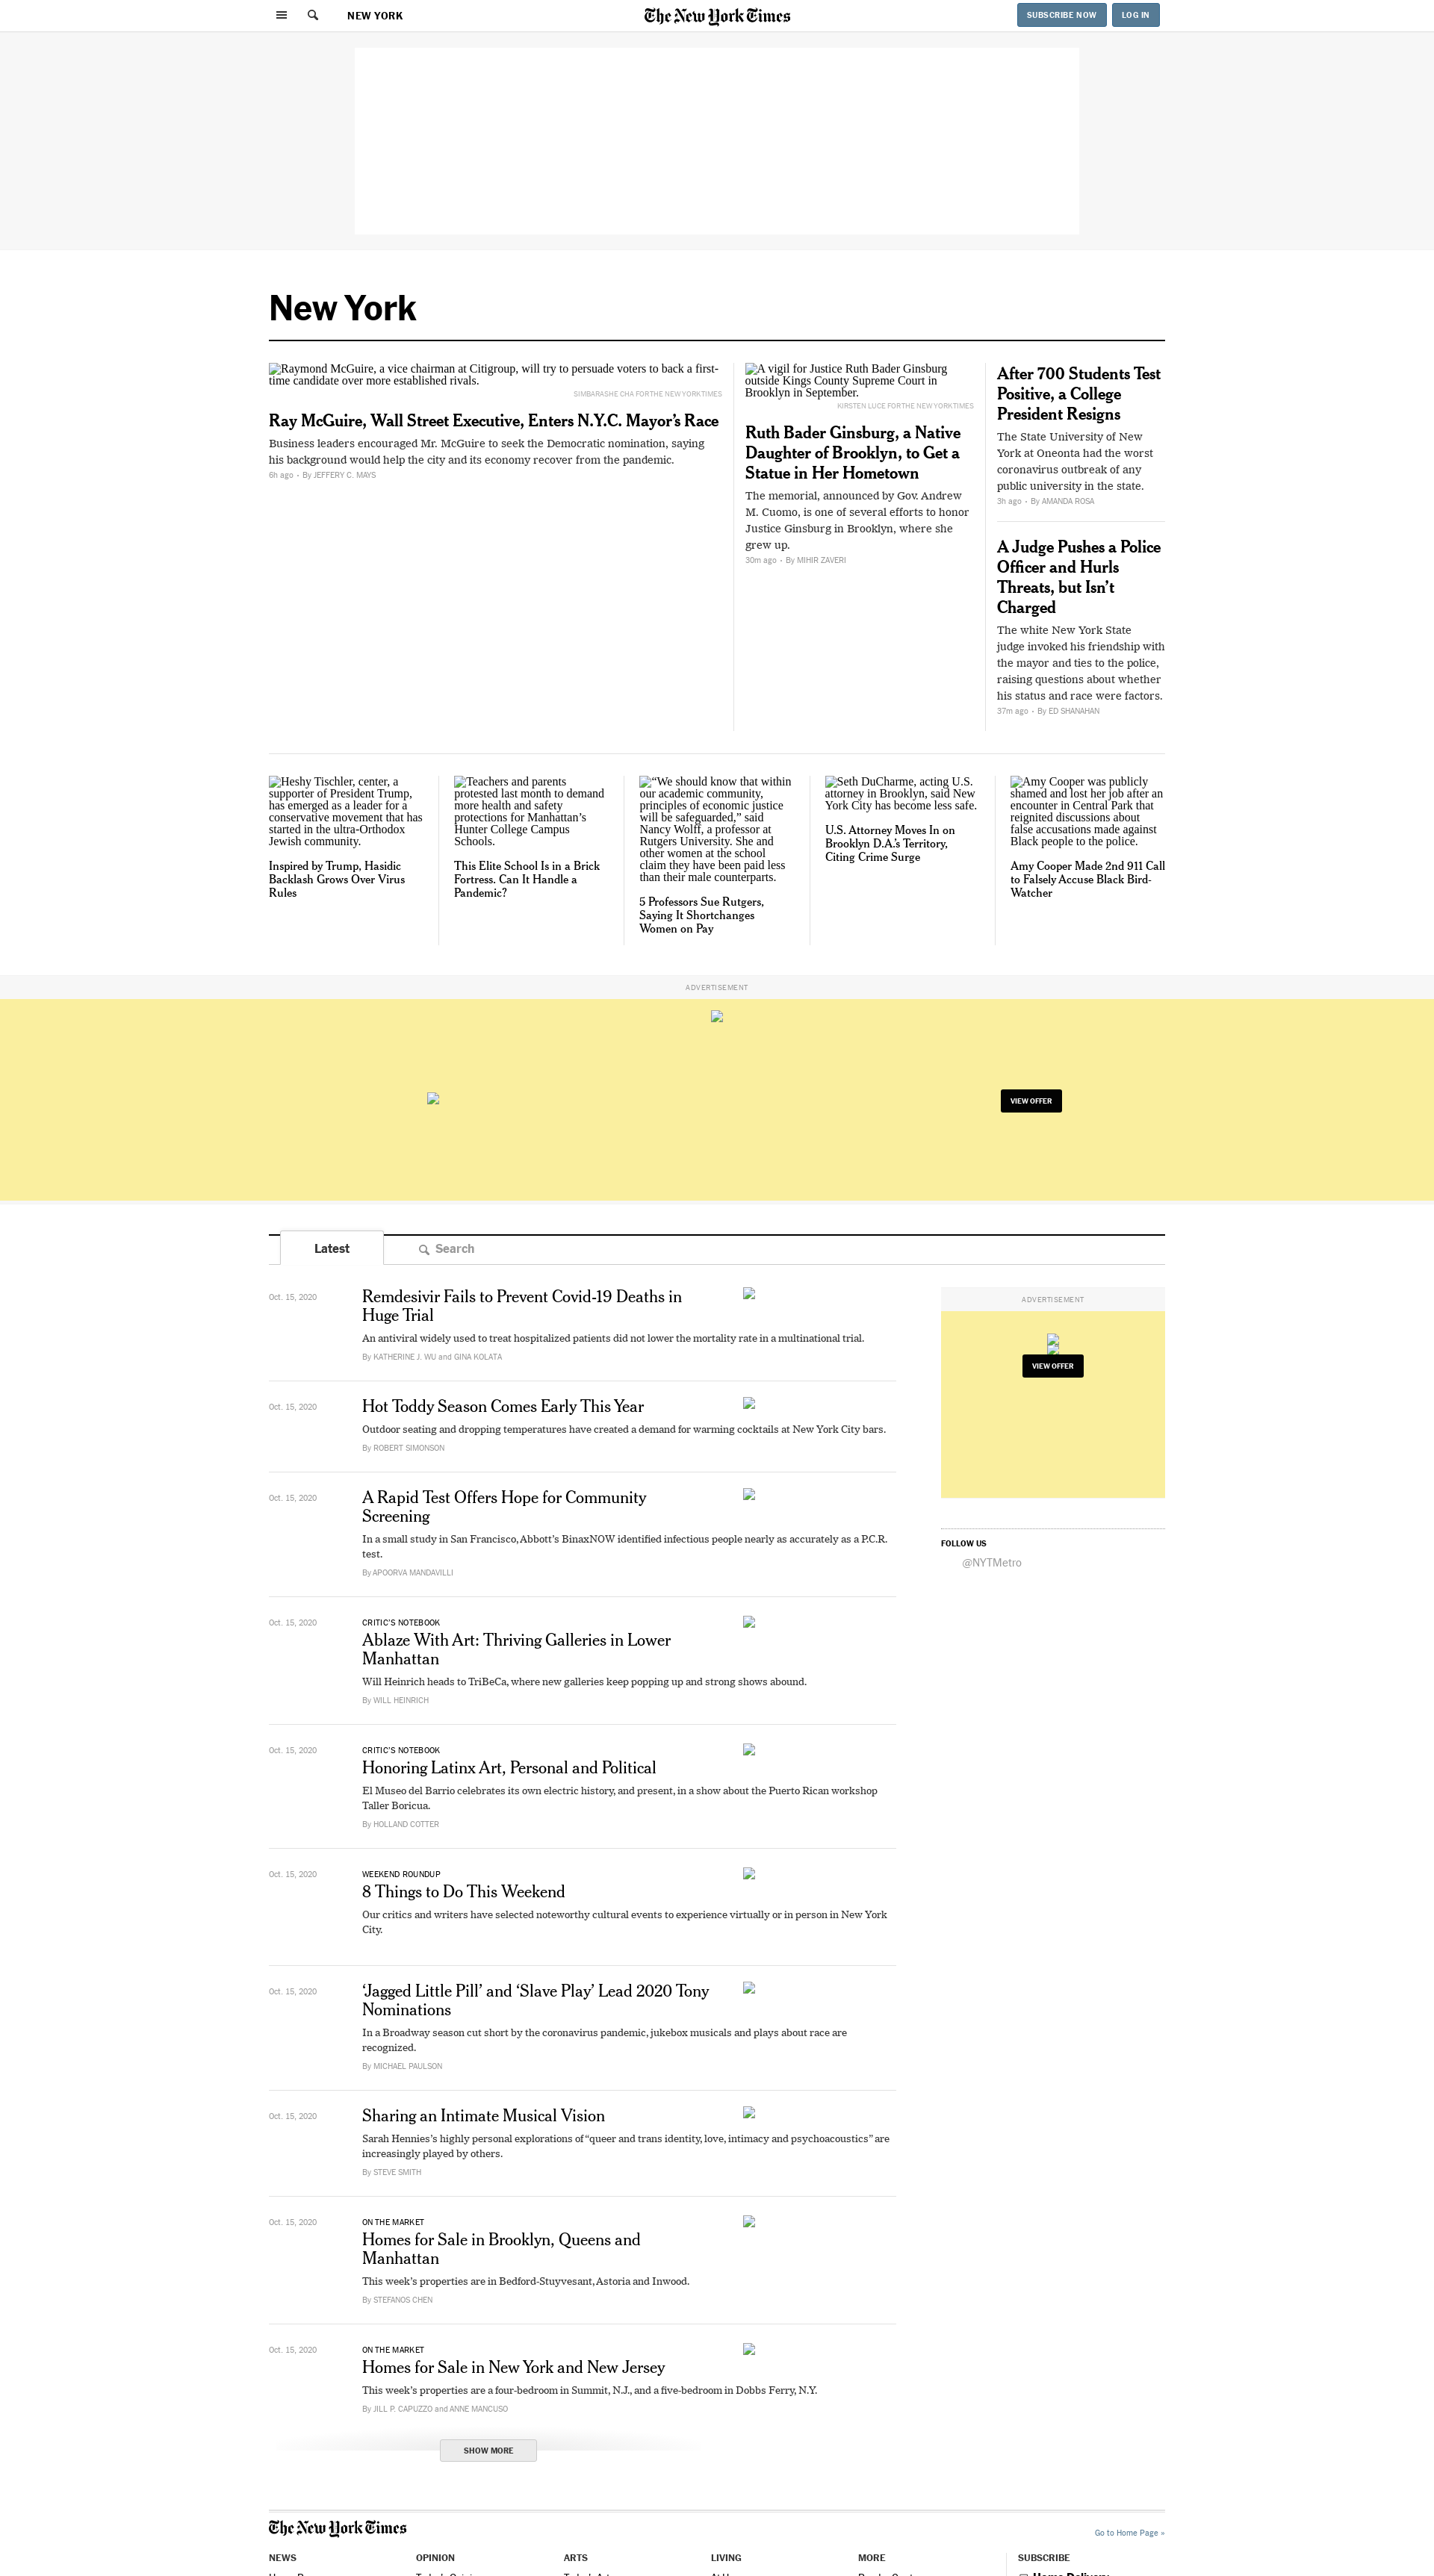 NEW YORK
The New York Times
SUBSCRIBE NOW
LOG IN
New York
Raymond McGuire, a vice chairman at Citigroup, will try to persuade voters to back a first-
time candidate over more established rivals.
SIMBARASHE CHA FOR THE NEW YORK TIMES
Ray McGuire, Wall Street Executive, Enters N.Y.C. Mayor’s Race
Business leaders encouraged Mr. McGuire to seek the Democratic nomination, saying
his background would help the city and its economy recover from the pandemic.
6h ago • By JEFFERY C. MAYS
A vigil for Justice Ruth Bader Ginsburg
outside Kings County Supreme Court in
Brooklyn in September.
KIRSTEN LUCE FOR THE NEW YORK TIMES
Ruth Bader Ginsburg, a Native
Daughter of Brooklyn, to Get a
Statue in Her Hometown
The memorial, announced by Gov. Andrew
M. Cuomo, is one of several efforts to honor
Justice Ginsburg in Brooklyn, where she
grew up.
30m ago • By MIHIR ZAVERI
After 700 Students Test
Positive, a College
President Resigns
The State University of New
York at Oneonta had the worst
coronavirus outbreak of any
public university in the state.
3h ago • By AMANDA ROSA
A Judge Pushes a Police
Officer and Hurls
Threats, but Isn’t
Charged
The white New York State
judge invoked his friendship with
the mayor and ties to the police,
raising questions about whether
his status and race were factors.
37m ago • By ED SHANAHAN
Heshy Tischler, center, a
supporter of President Trump,
has emerged as a leader for a
conservative movement that has
started in the ultra-Orthodox
Jewish community.
Inspired by Trump, Hasidic
Backlash Grows Over Virus
Rules
Teachers and parents
protested last month to demand
more health and safety
protections for Manhattan’s
Hunter College Campus
Schools.
This Elite School Is in a Brick
Fortress. Can It Handle a
Pandemic?
“We should know that within
our academic community,
principles of economic justice
will be safeguarded,” said
Nancy Wolff, a professor at
Rutgers University. She and
other women at the school
claim they have been paid less
than their male counterparts.
5 Professors Sue Rutgers,
Saying It Shortchanges
Women on Pay
Seth DuCharme, acting U.S.
attorney in Brooklyn, said New
York City has become less safe.
U.S. Attorney Moves In on
Brooklyn D.A.’s Territory,
Citing Crime Surge
Amy Cooper was publicly
shamed and lost her job after an
encounter in Central Park that
reignited discussions about
false accusations made against
Black people to the police.
Amy Cooper Made 2nd 911 Call
to Falsely Accuse Black Bird-
Watcher
ADVERTISEMENT
VIEW OFFER
Latest
Search
Oct. 15, 2020
Remdesivir Fails to Prevent Covid-19 Deaths in
Huge Trial
An antiviral widely used to treat hospitalized patients did not lower the mortality rate in a multinational trial.
By KATHERINE J. WU and GINA KOLATA
ADVERTISEMENT
VIEW OFFER
Oct. 15, 2020
Hot Toddy Season Comes Early This Year
Outdoor seating and dropping temperatures have created a demand for warming cocktails at New York City bars.
By ROBERT SIMONSON
Oct. 15, 2020
A Rapid Test Offers Hope for Community
Screening
In a small study in San Francisco, Abbott’s BinaxNOW identified infectious people nearly as accurately as a P.C.R.
test.
By APOORVA MANDAVILLI
FOLLOW US
@NYTMetro
Oct. 15, 2020
CRITIC’S NOTEBOOK
Ablaze With Art: Thriving Galleries in Lower
Manhattan
Will Heinrich heads to TriBeCa, where new galleries keep popping up and strong shows abound.
By WILL HEINRICH
Oct. 15, 2020
CRITIC’S NOTEBOOK
Honoring Latinx Art, Personal and Political
El Museo del Barrio celebrates its own electric history, and present, in a show about the Puerto Rican workshop
Taller Boricua.
By HOLLAND COTTER
Oct. 15, 2020
WEEKEND ROUNDUP
8 Things to Do This Weekend
Our critics and writers have selected noteworthy cultural events to experience virtually or in person in New York
City.
Oct. 15, 2020
‘Jagged Little Pill’ and ‘Slave Play’ Lead 2020 Tony
Nominations
In a Broadway season cut short by the coronavirus pandemic, jukebox musicals and plays about race are
recognized.
By MICHAEL PAULSON
Oct. 15, 2020
Sharing an Intimate Musical Vision
Sarah Hennies’s highly personal explorations of “queer and trans identity, love, intimacy and psychoacoustics” are
increasingly played by others.
By STEVE SMITH
Oct. 15, 2020
ON THE MARKET
Homes for Sale in Brooklyn, Queens and
Manhattan
This week’s properties are in Bedford-Stuyvesant, Astoria and Inwood.
By STEFANOS CHEN
Oct. 15, 2020
ON THE MARKET
Homes for Sale in New York and New Jersey
This week’s properties are a four-bedroom in Summit, N.J., and a five-bedroom in Dobbs Ferry, N.Y.
By JILL P. CAPUZZO and ANNE MANCUSO
SHOW MORE
The New York Times
Go to Home Page »
NEWS
OPINION
ARTS
MORE
LIVING
SUBSCRIBE